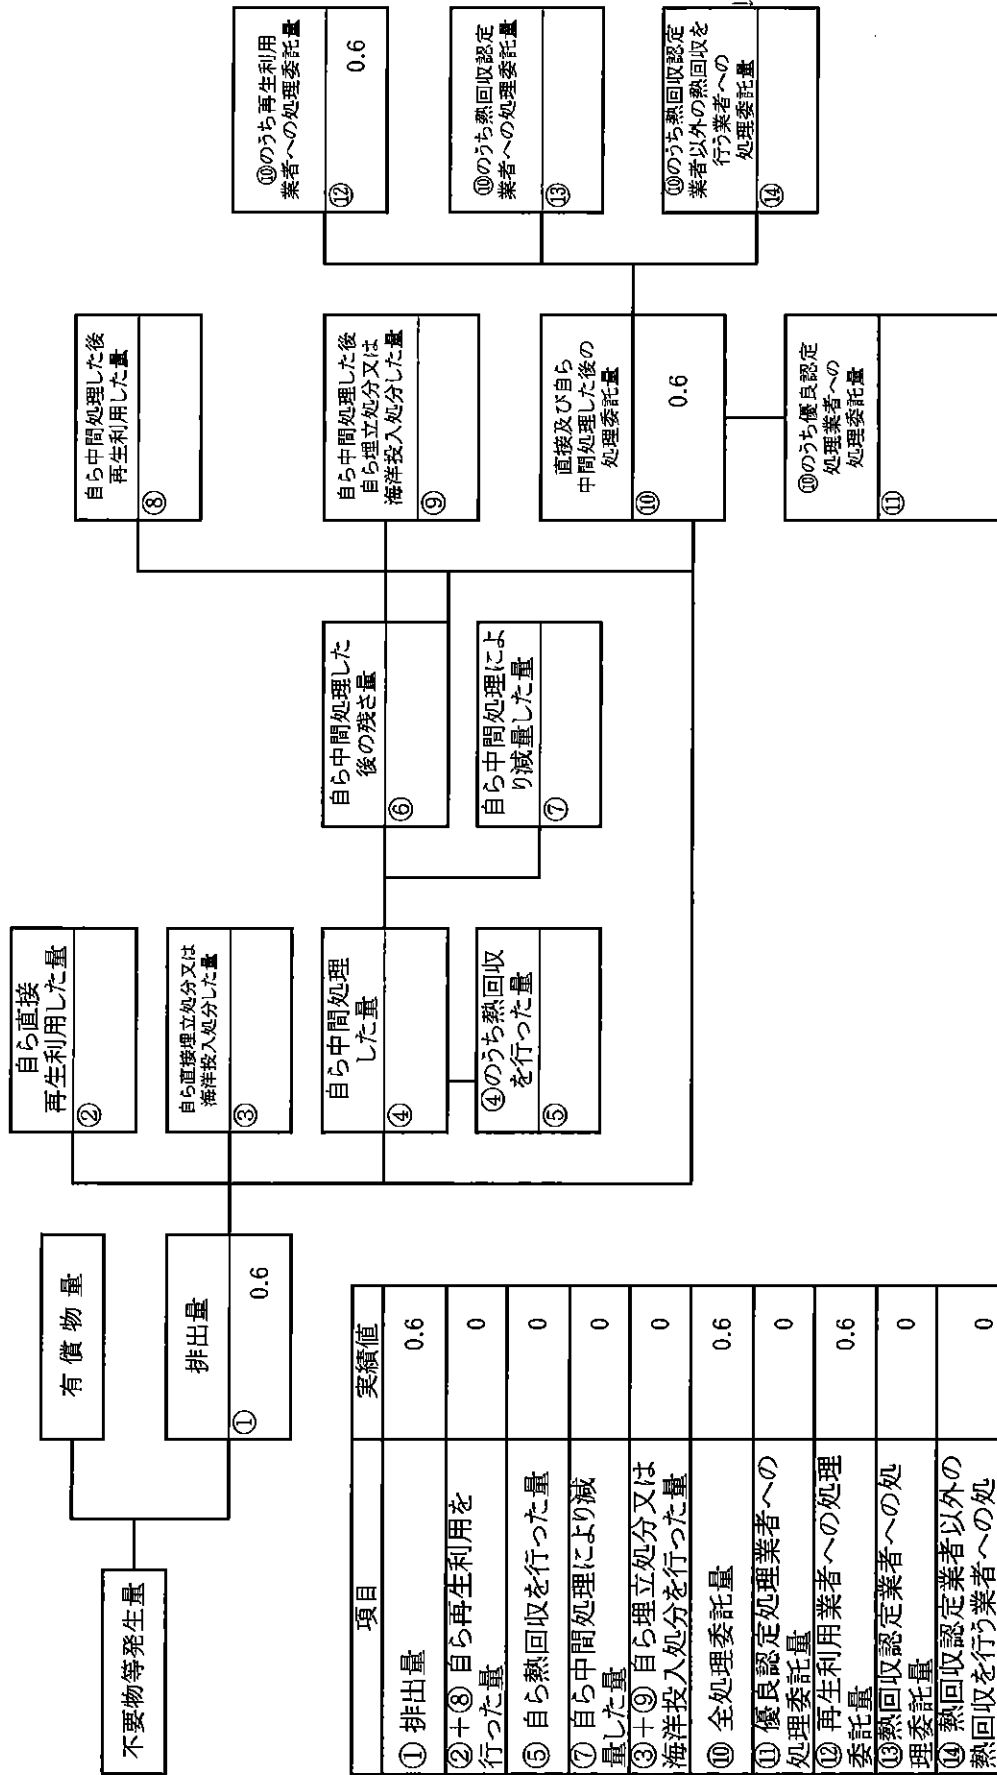 不要物等発生量
有償物量
排出量
①
0.6
自ら直接
再生利用した量
②
自ら直接埋立処分又は
海洋投入処分した量
③
自ら中間処理
した量
④
④のうち熱回収
を行った量
⑤
自ら中間処理した
後の残さ量
⑥
自ら中間処理によ
り減量した量
⑦
自ら中間処理した後
再生利用した量
⑧
自ら中間処理した後
自ら埋立処分又は
海洋投入処分した量
⑨
直接及び自ら
中間処理した後の
処理委託量
⑩
0.6
⑩のうち優良認定
処理業者への
処理委託量
⑪
⑩のうち再生利用
業者への処理委託量
⑫
0.6
⑩のうち熱回収認定
業者への処理委託量
⑬
⑩のうち熱回収認定
業者以外の熱回収を
行う業者への
処理委託量
⑭
項目 実績値
①排出量 0.6
②＋⑧ 自ら再生利用を
行った量 0
⑤ 自ら熱回収を行った量 0
⑦ 自ら中間処理により減
量した量 0
③＋⑨ 自ら埋立処分又は
海洋投入処分を行った量 0
⑩ 全処理委託量 0.6
⑪ 優良認定処理業者への
処理委託量 0
⑫ 再生利用業者への処理
委託量 0.6
⑬熱回収認定業者への処
理委託量 0
⑭ 熱回収認定業者以外の
熱回収を行う業者への処 0